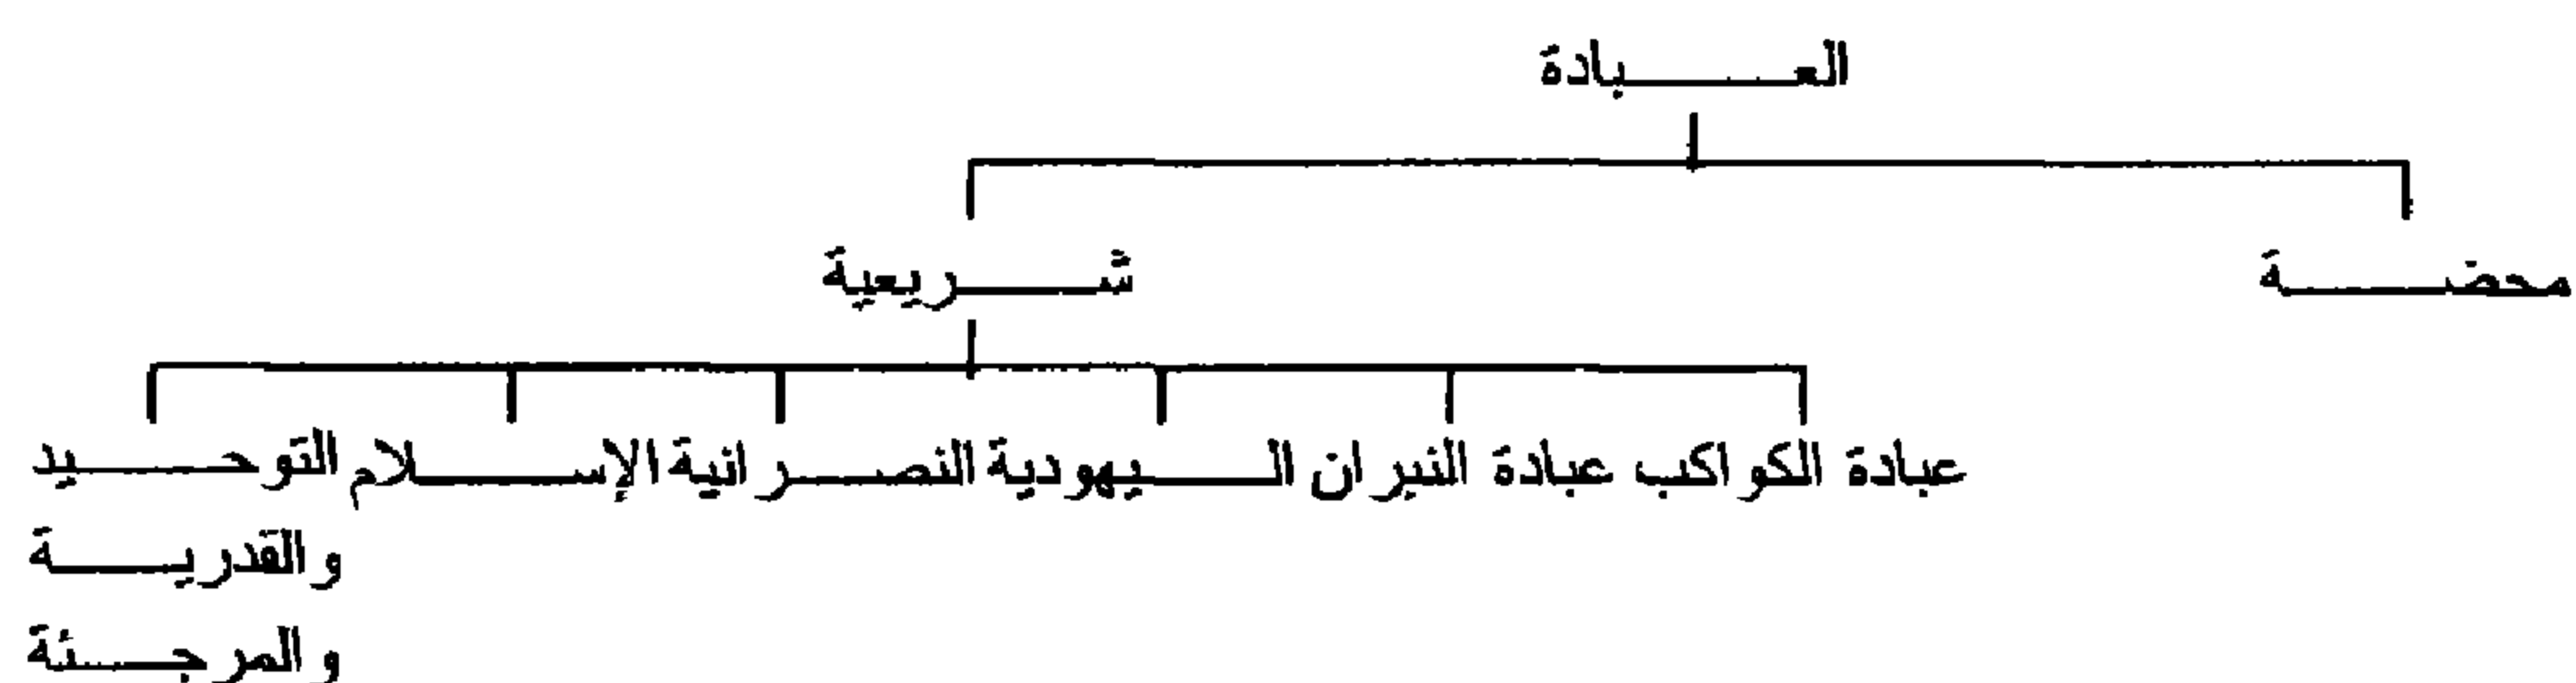 العبادة
محضة شريعية
عبادة الكواكب عبادة النيران اليهودية النصرانية الإسلام التوحيد
والقدرية
والمرجئة